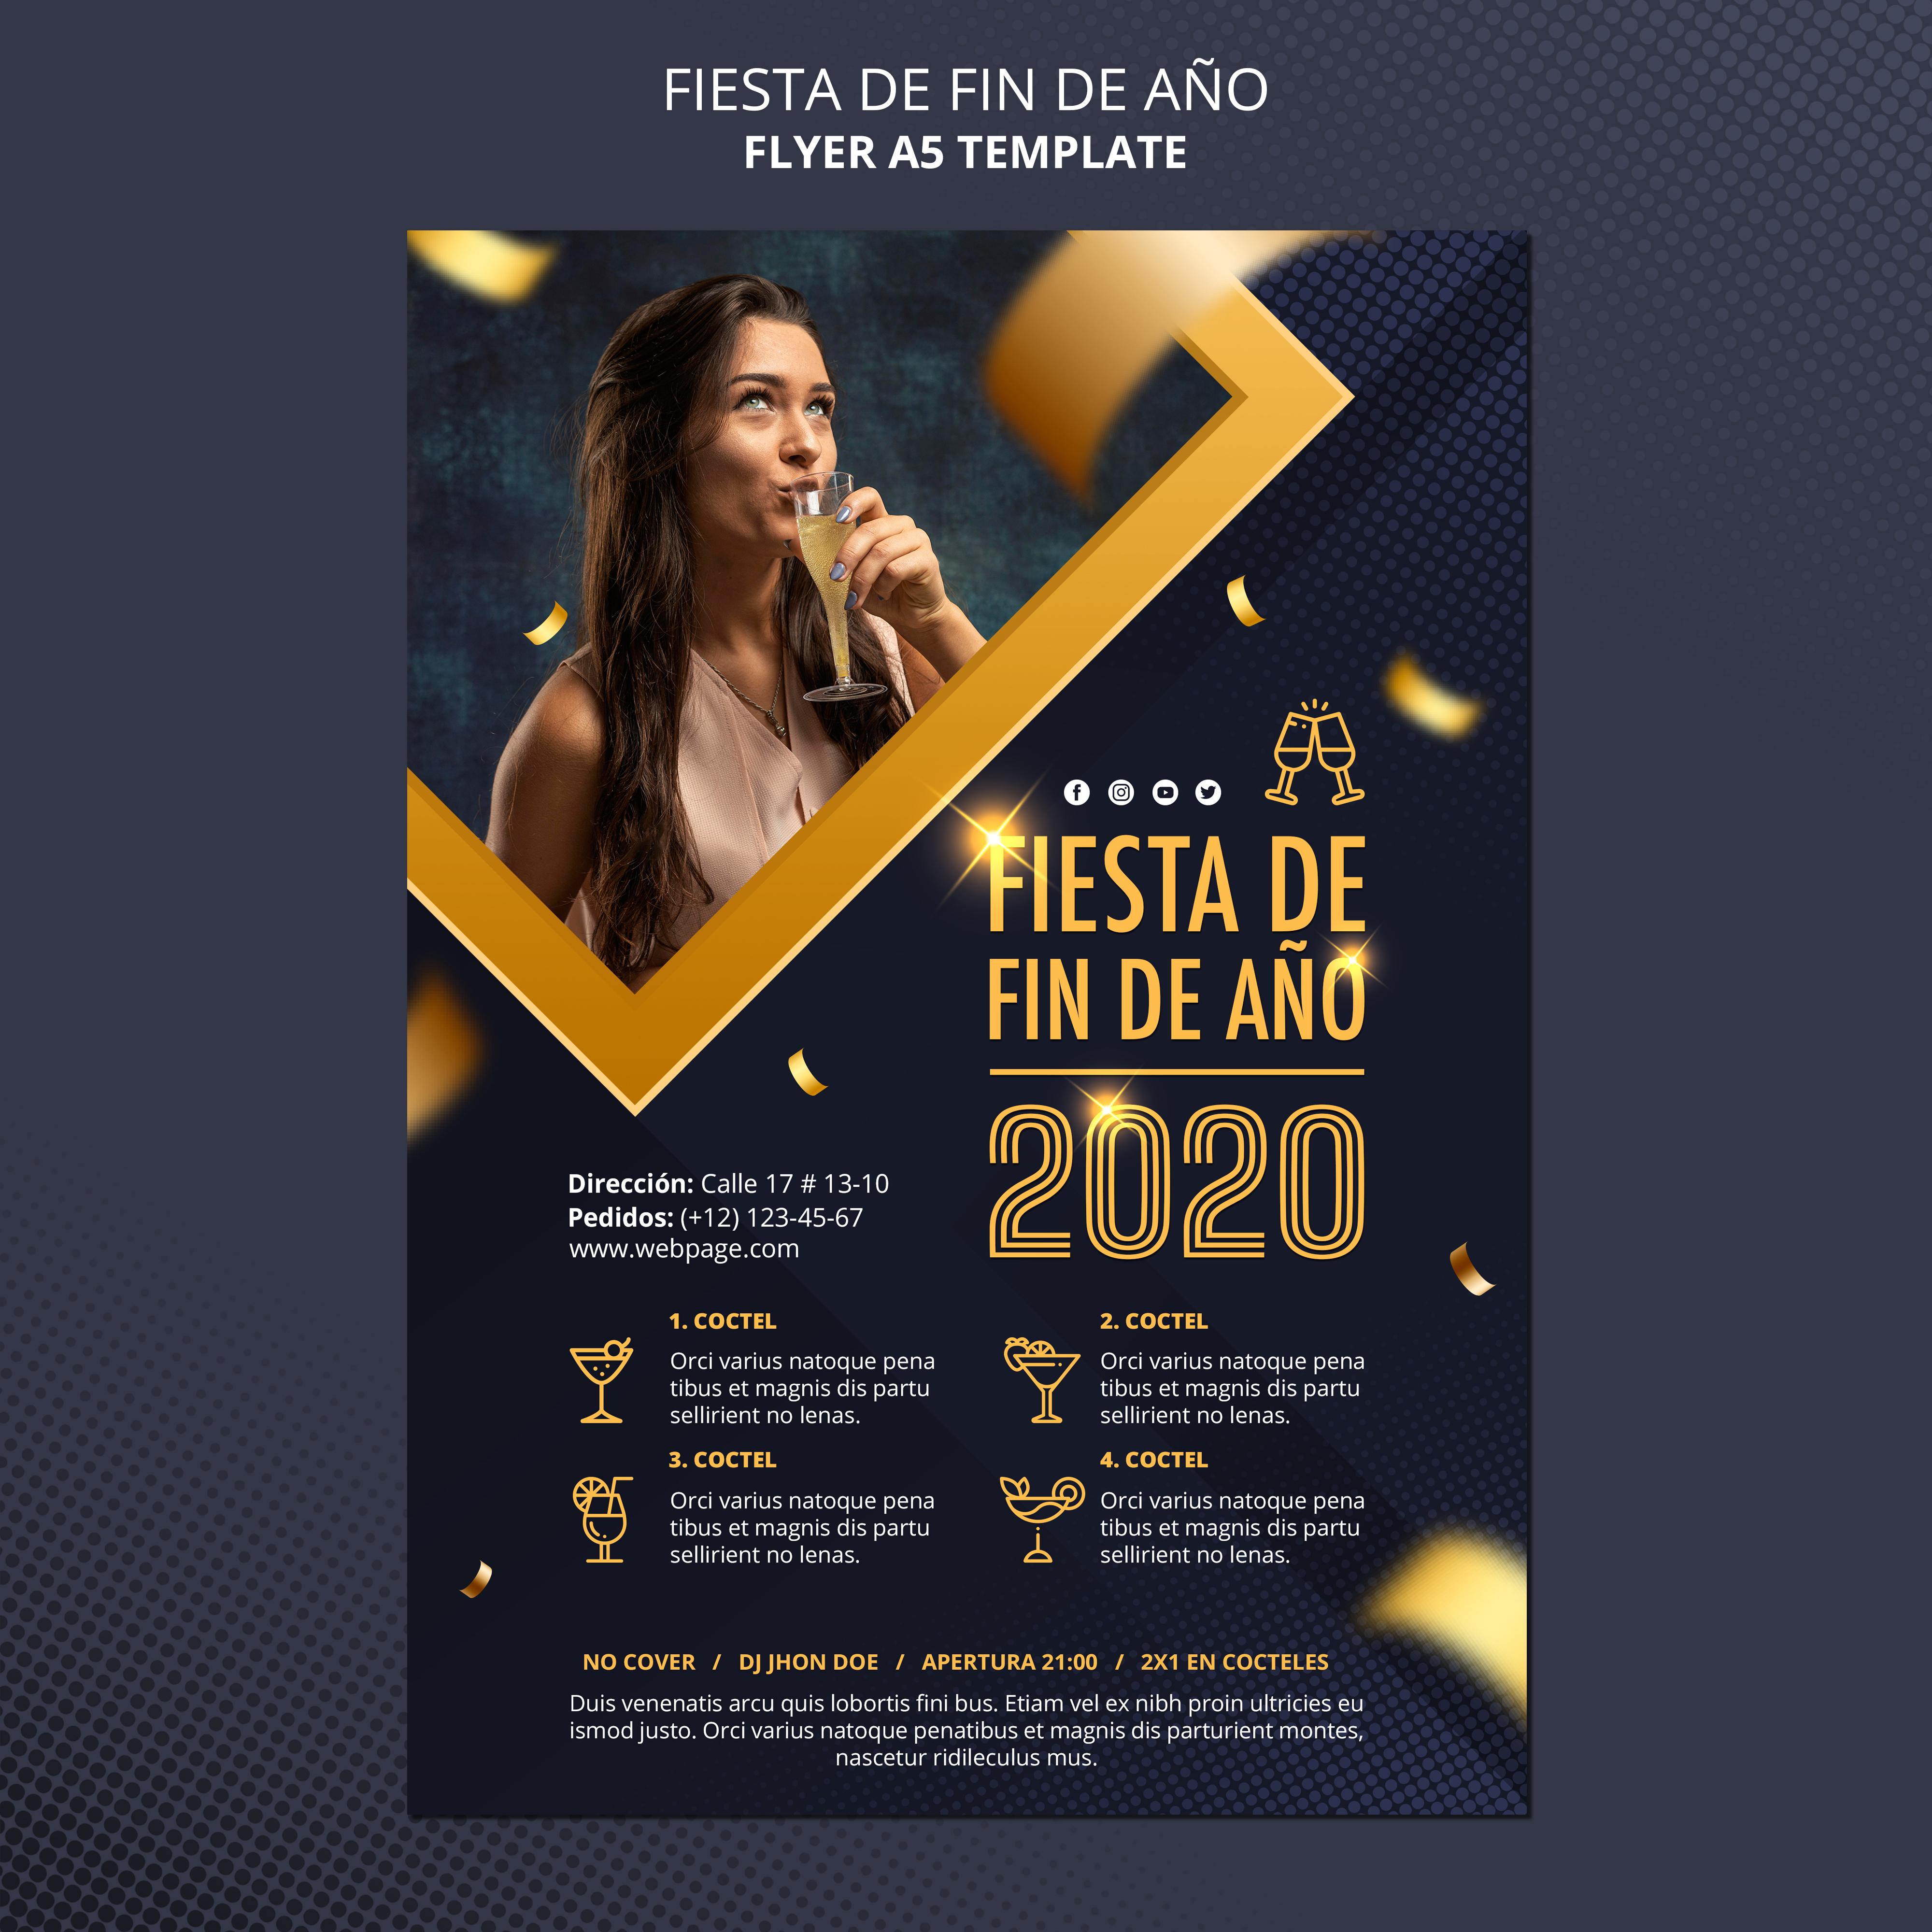 FIESTA DE FIN DE AÑO
FLYER A5 TEMPLATE
FIESTA DE
FIN DE AÑO
2020
Dirección: Calle 17 # 13-10
Pedidos: (+12) 123-45-67
www.webpage.com
1. COCTEL
Orci varius natoque pena
tibus et magnis dis partu
sellirient no lenas.
2. COCTEL
Orci varius natoque pena
tibus et magnis dis partu
sellirient no lenas.
3. COCTEL
Orci varius natoque pena
tibus et magnis dis partu
sellirient no lenas.
4. COCTEL
Orci varius natoque pena
tibus et magnis dis partu
sellirient no lenas.
NO COVER / DJ JHON DOE / APERTURA 21:00 / 2X1 EN COCTELES
Duis venenatis arcu quis lobortis fini bus. Etiam vel ex nibh proin ultricies eu
ismod justo. Orci varius natoque penatibus et magnis dis parturient montes,
nascetur ridileculus mus.